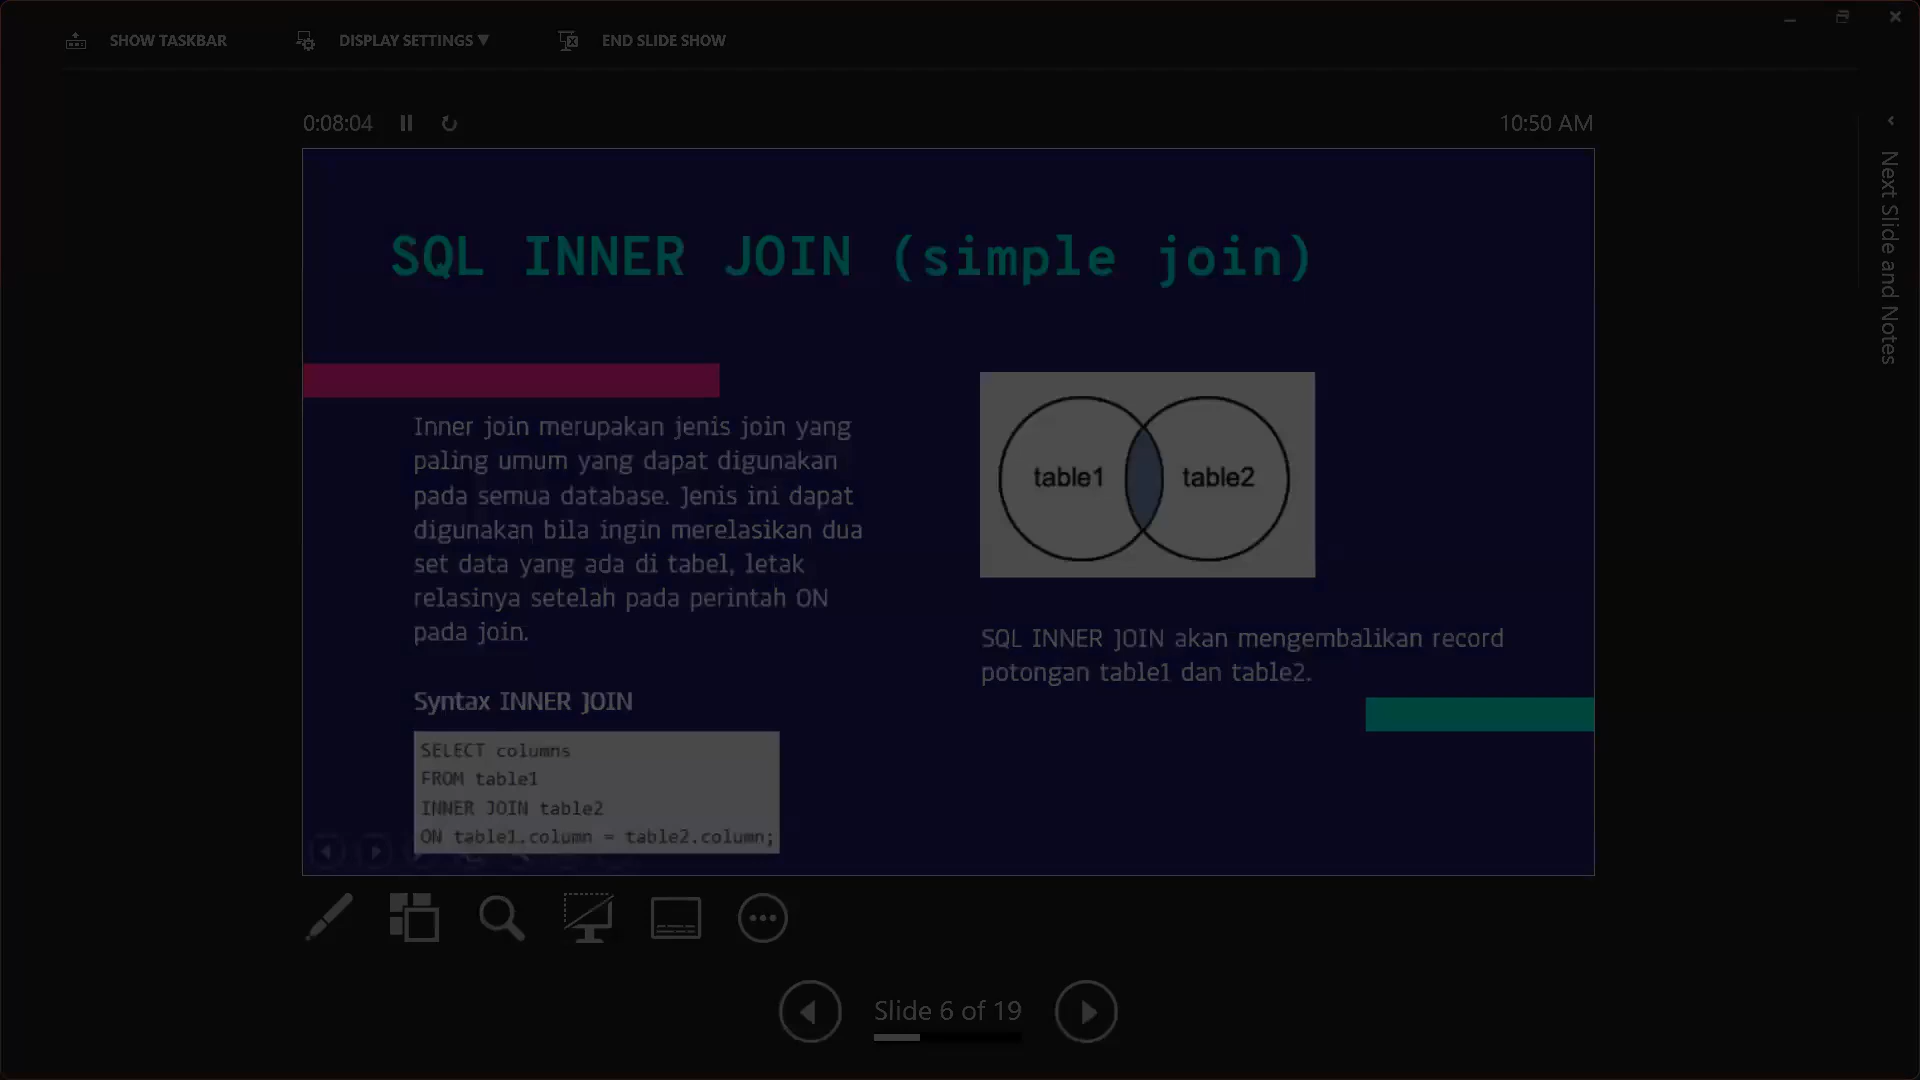 SHOW TASKBAR
DISPLAY SETTINGS ▼
END SLIDE SHOW
0:08:04
10:50 AM
Next Slide and Notes
SQL INNER JOIN (simple join)
Inner join merupakan jenis join yang
paling umum yang dapat digunakan
pada semua database. Jenis ini dapat
digunakan bila ingin merelasikan dua
set data yang ada di tabel, letak
relasinya setelah pada perintah ON
pada join.
Syntax INNER JOIN
SELECT columns
FROM table1
INNER JOIN table2
ON table1.column = table2.column;
table1
table2
SQL INNER JOIN akan mengembalikan record
potongan table1 dan table2.
Slide 6 of 19